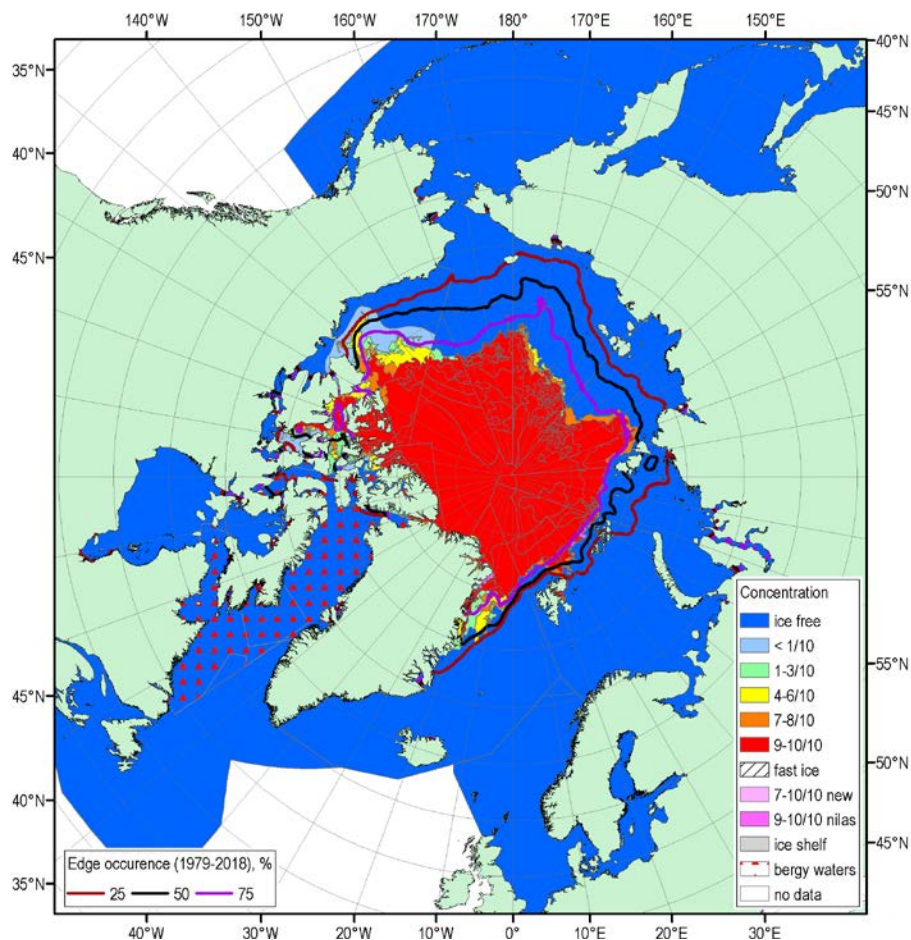 140°W 150°W 160°W 170°W 180° 170°E 160°E 150°E
35°N 40°N
45°N
40°N
50°N
45°N
55°N
Concentration
ice free
< 1/10
1-3/10
4-6/10
7-8/10
9-10/10
fast ice
7-10/10 new
9-10/10 nilas
ice shelf
bergy waters
no data
55°N
45°N
50°N
40°N
45°N
35°N
Edge occurence (1979-2018), %
25 50 75
40°W 30°W 20°W 10°W 0° 10°E 20°E 30°E